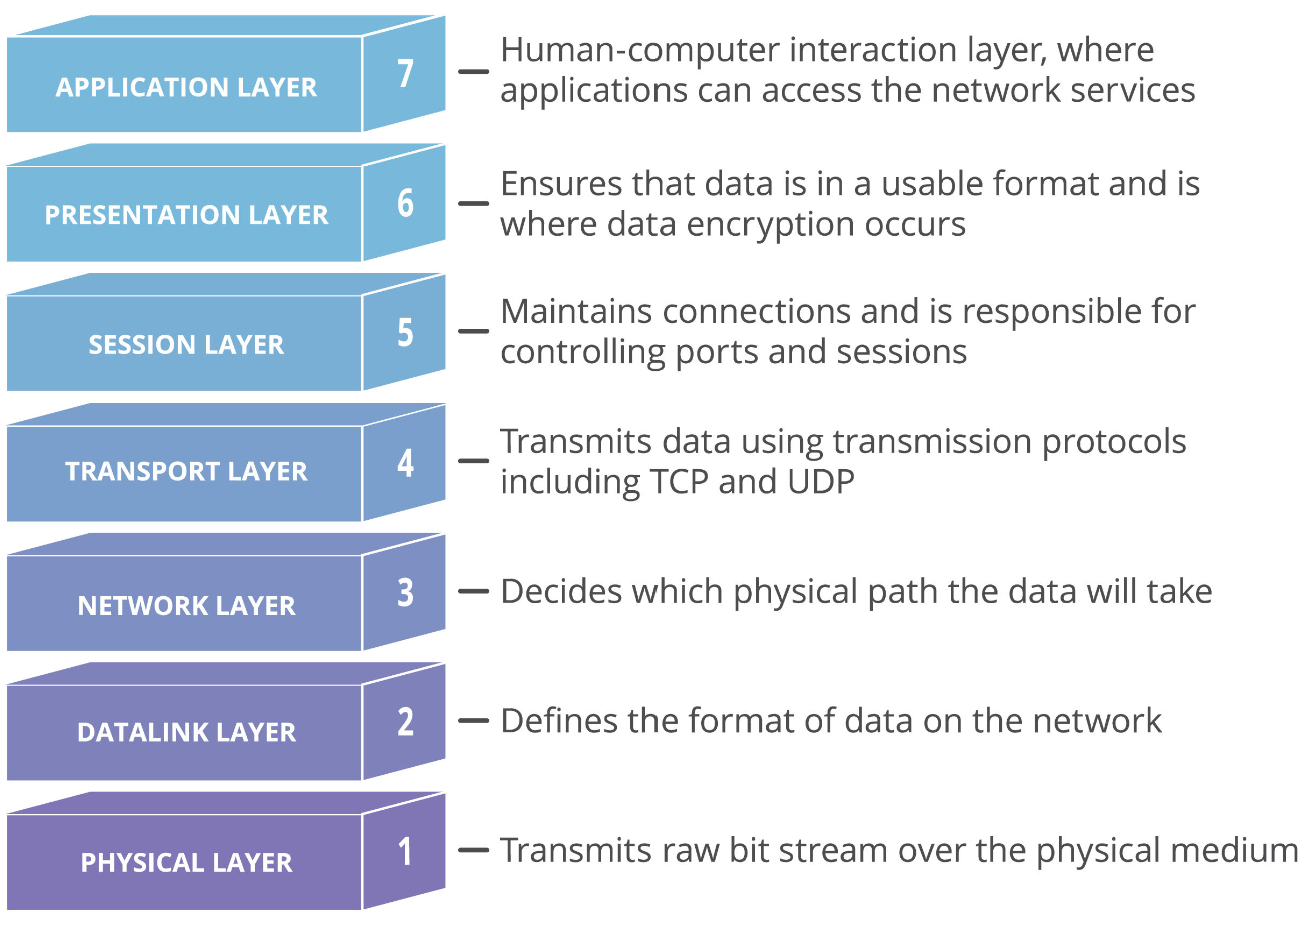 APPLICATION LAYER
7
Human-computer interaction layer, where
applications can access the network services
PRESENTATION LAYER
6
Ensures that data is in a usable format and is
where data encryption occurs
SESSION LAYER
5
Maintains connections and is responsible for
controlling ports and sessions
TRANSPORT LAYER
4
Transmits data using transmission protocols
including TCP and UDP
NETWORK LAYER
3
Decides which physical path the data will take
DATALINK LAYER
2
Defines the format of data on the network
PHYSICAL LAYER
1
Transmits raw bit stream over the physical medium